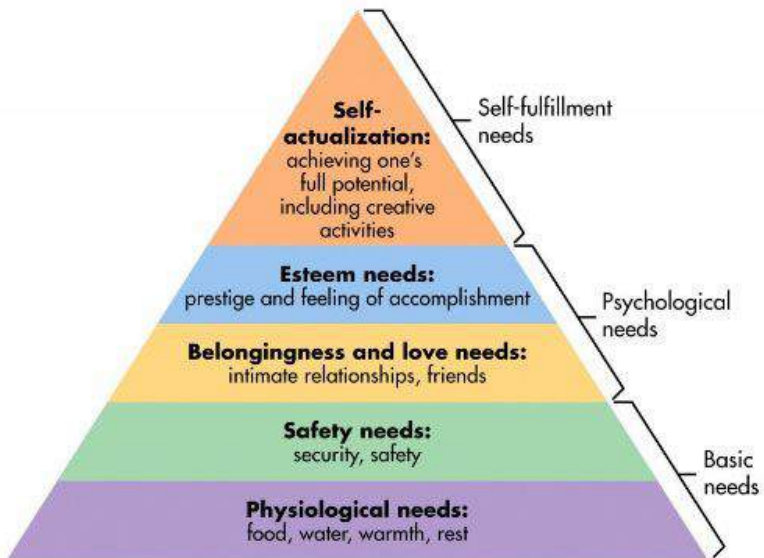 Self-
actualization:
achieving one's
full potential,
including creative
activities
Self-fulfillment
needs
Esteem needs:
prestige and feeling of accomplishment
Belongingness and love needs:
intimate relationships, friends
Psychological
needs
Safety needs:
security, safety
Physiological needs:
food, water, warmth, rest
Basic
needs